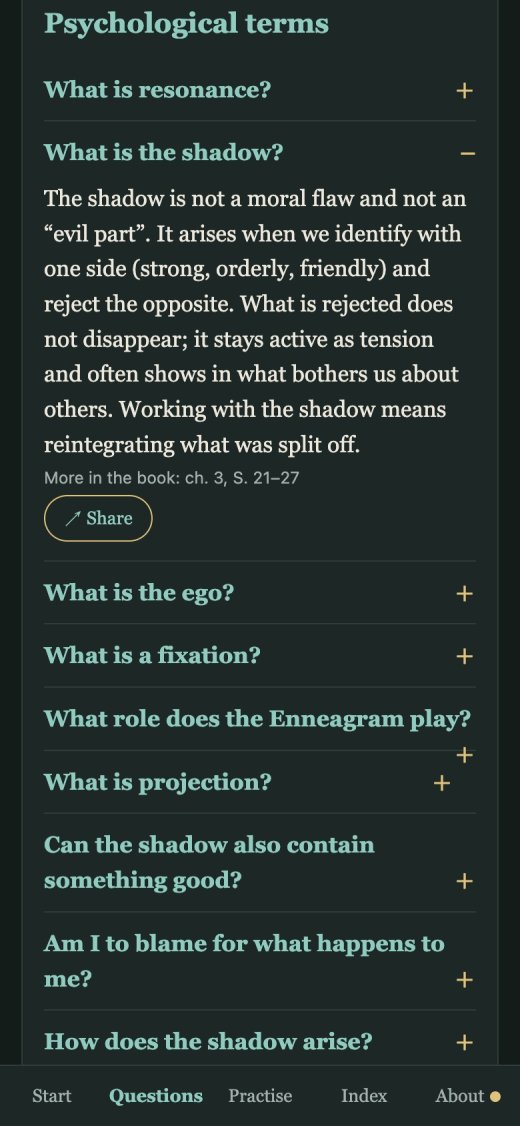 Psychological terms
What is resonance? +
What is the shadow? –
The shadow is not a moral flaw and not an
“evil part”. It arises when we identify with
one side (strong, orderly, friendly) and
reject the opposite. What is rejected does
not disappear; it stays active as tension
and often shows in what bothers us about
others. Working with the shadow means
reintegrating what was split off.
More in the book: ch. 3, S. 21–27
↗ Share
What is the ego? +
What is a fixation? +
What role does the Enneagram play?
+
What is projection? +
Can the shadow also contain
something good? +
Am I to blame for what happens to
me? +
How does the shadow arise? +
Start Questions Practise Index About